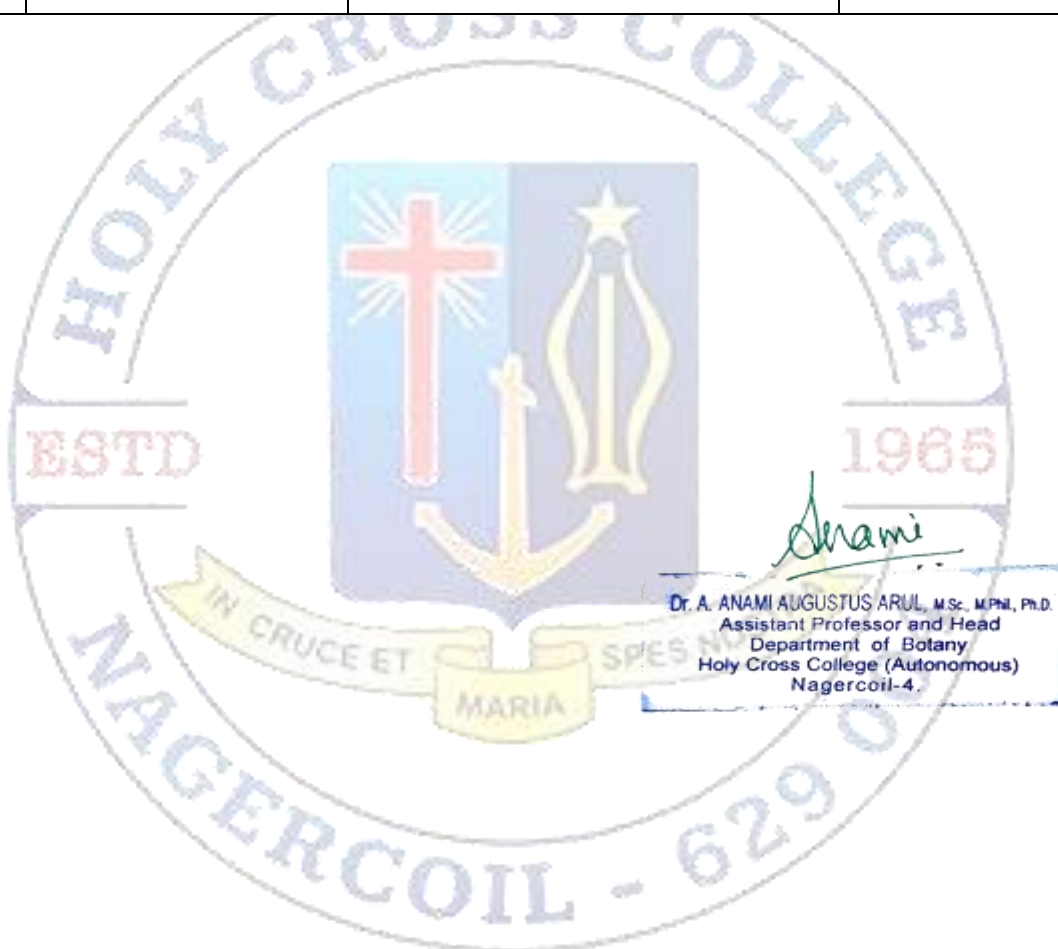 HOLY CROSS COLLEGE
ESTD
1965
Anami
Dr. A. ANAMI AUGUSTUS ARUL, M.Sc., M.Phil., Ph.D.
Assistant Professor and Head
Department of Botany
Holy Cross College (Autonomous)
Nagercoil-4.
IN CRUCE ET
MARIA
SPES
NAGERCOIL - 629